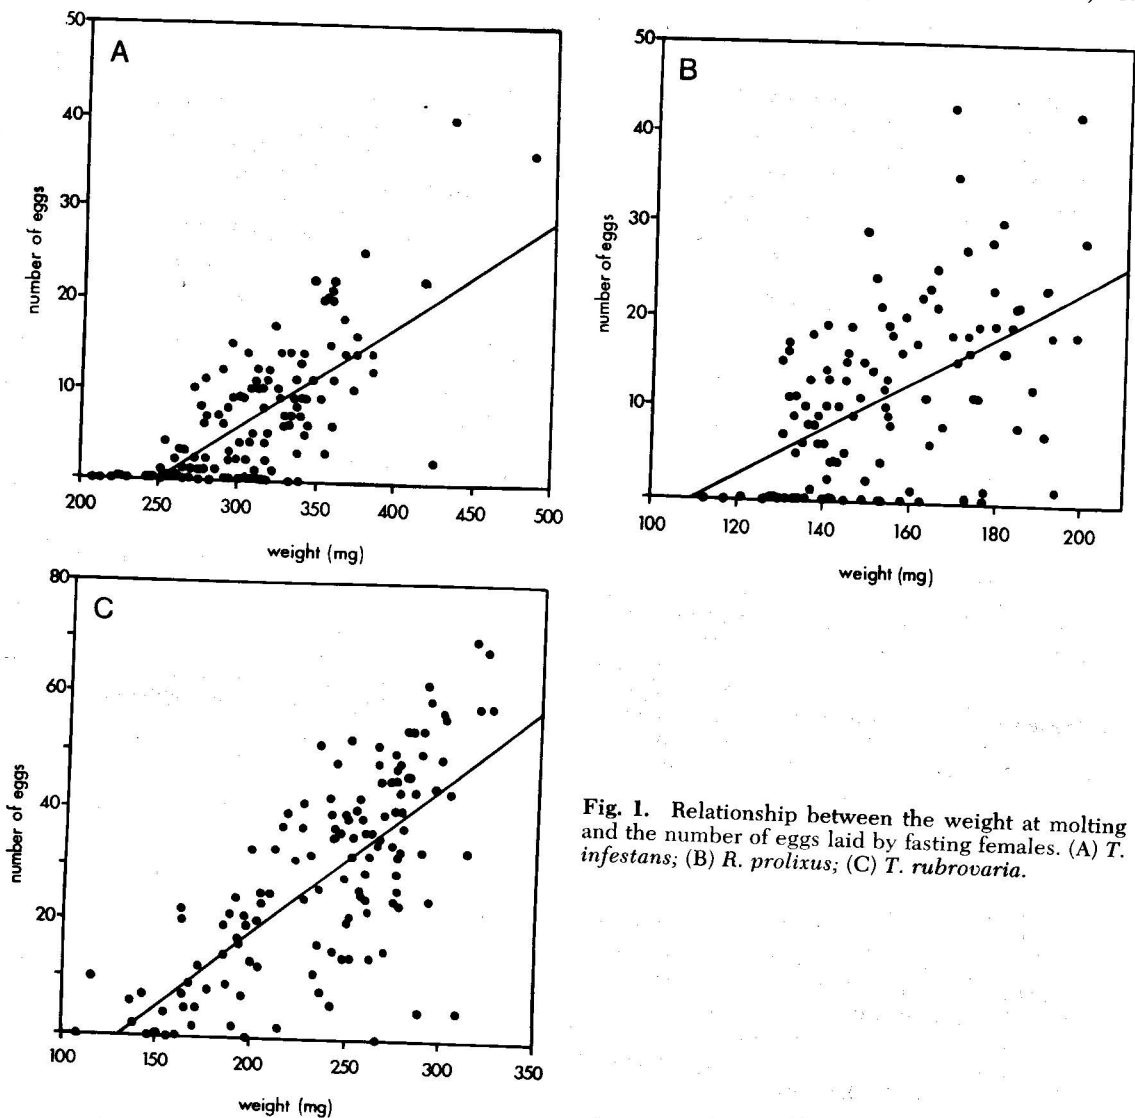 A
50
40
30
20
10
number of eggs
200 250 300 350 400 450 500
weight (mg)
B
50
40
30
20
10
number of eggs
100 120 140 160 180 200
weight (mg)
C
80
60
40
20
number of eggs
100 150 200 250 300 350
weight (mg)
Fig. 1. Relationship between the weight at molting
and the number of eggs laid by fasting females. (A) T.
infestans; (B) R. prolixus; (C) T. rubrovaria.